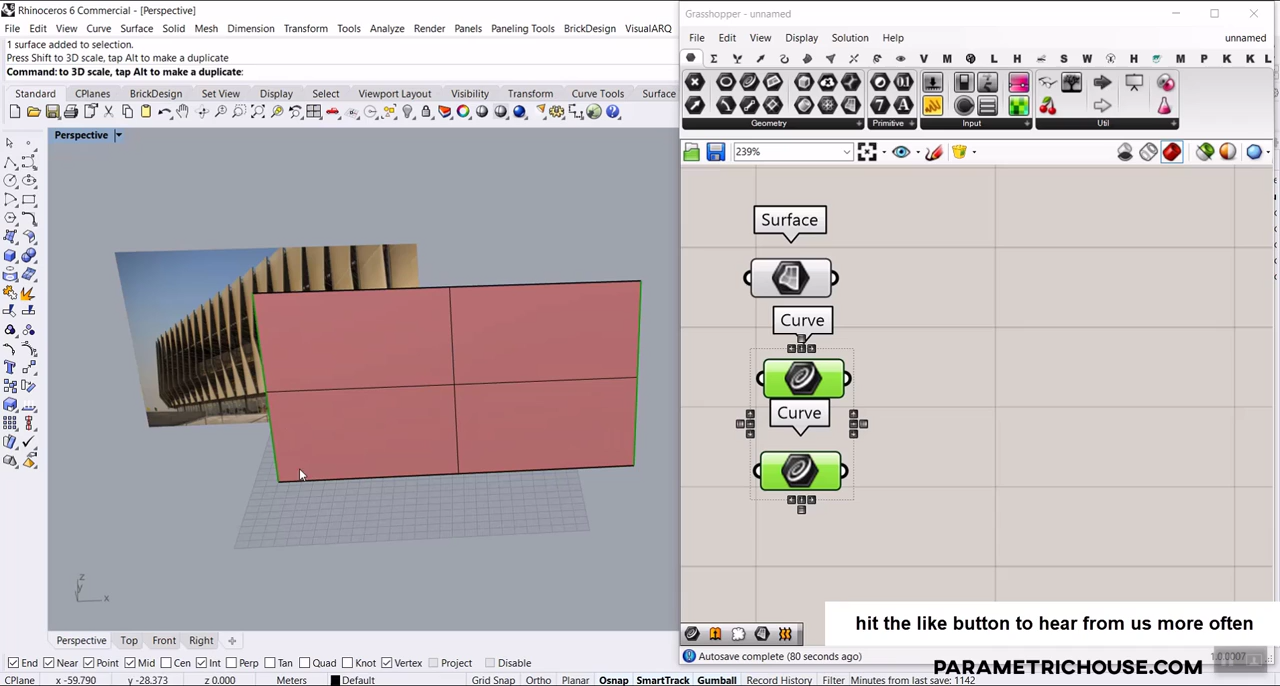 Rhinoceros 6 Commercial - [Perspective]
File Edit View Curve Surface Solid Mesh Dimension Transform Tools Analyze Render Panels Paneling Tools BrickDesign VisualARQ
1 surface added to selection.
Press Shift to 3D scale, tap Alt to make a duplicate
Command: to 3D scale, tap Alt to make a duplicate:
Standard CPlanes BrickDesign Set View Display Select Viewport Layout Visibility Transform Curve Tools Surface
Perspective
z
y
x
Perspective Top Front Right
End Near Point Mid Cen Int Perp Tan Quad Knot Vertex Project Disable
CPlane x -59.790 y -28.373 z 0.000 Meters Default Grid Snap Ortho Planar Osnap SmartTrack Gumball Record History Filter Minutes from last save: 1142
Grasshopper - unnamed
File Edit View Display Solution Help unnamed
V M L H S W H M P K K L
Geometry Primitive Input Util
239%
Surface
Curve
Curve
hit the like button to hear from us more often
Autosave complete (80 seconds ago)
1.0.0007
PARAMETRICHOUSE.COM